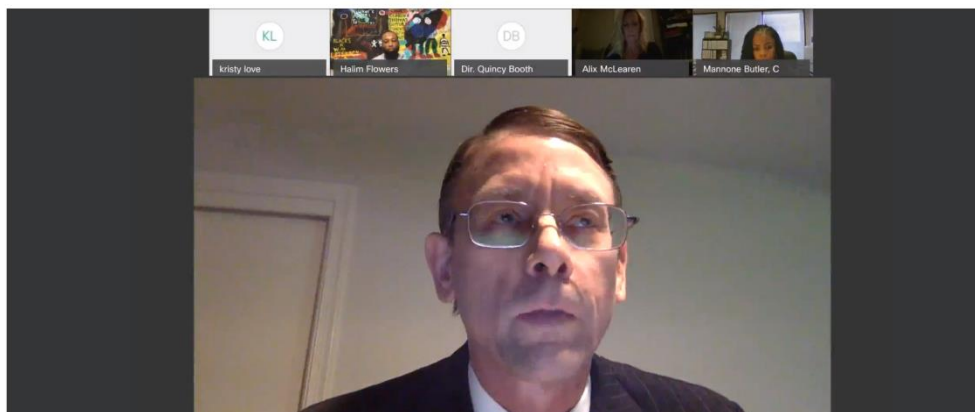 KL
DB
kristy love
Halim Flowers
Dir. Quincy Booth
Alix McLearen
Mannone Butler, C